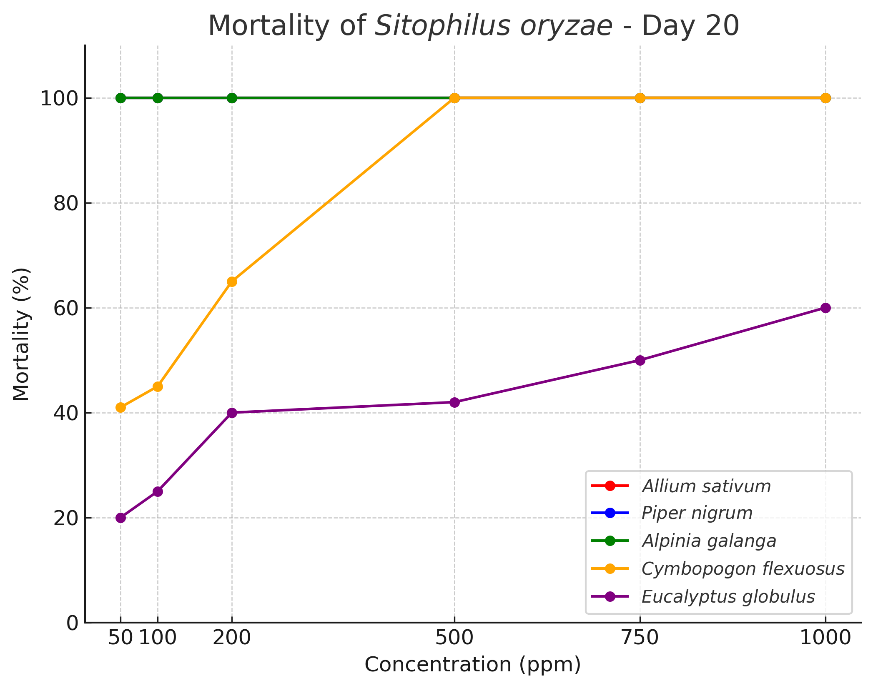 Mortality of Sitophilus oryzae - Day 20
Mortality (%)
100
80
60
40
20
0
50 100 200 500 750 1000
Concentration (ppm)
Allium sativum
Piper nigrum
Alpinia galanga
Cymbopogon flexuosus
Eucalyptus globulus